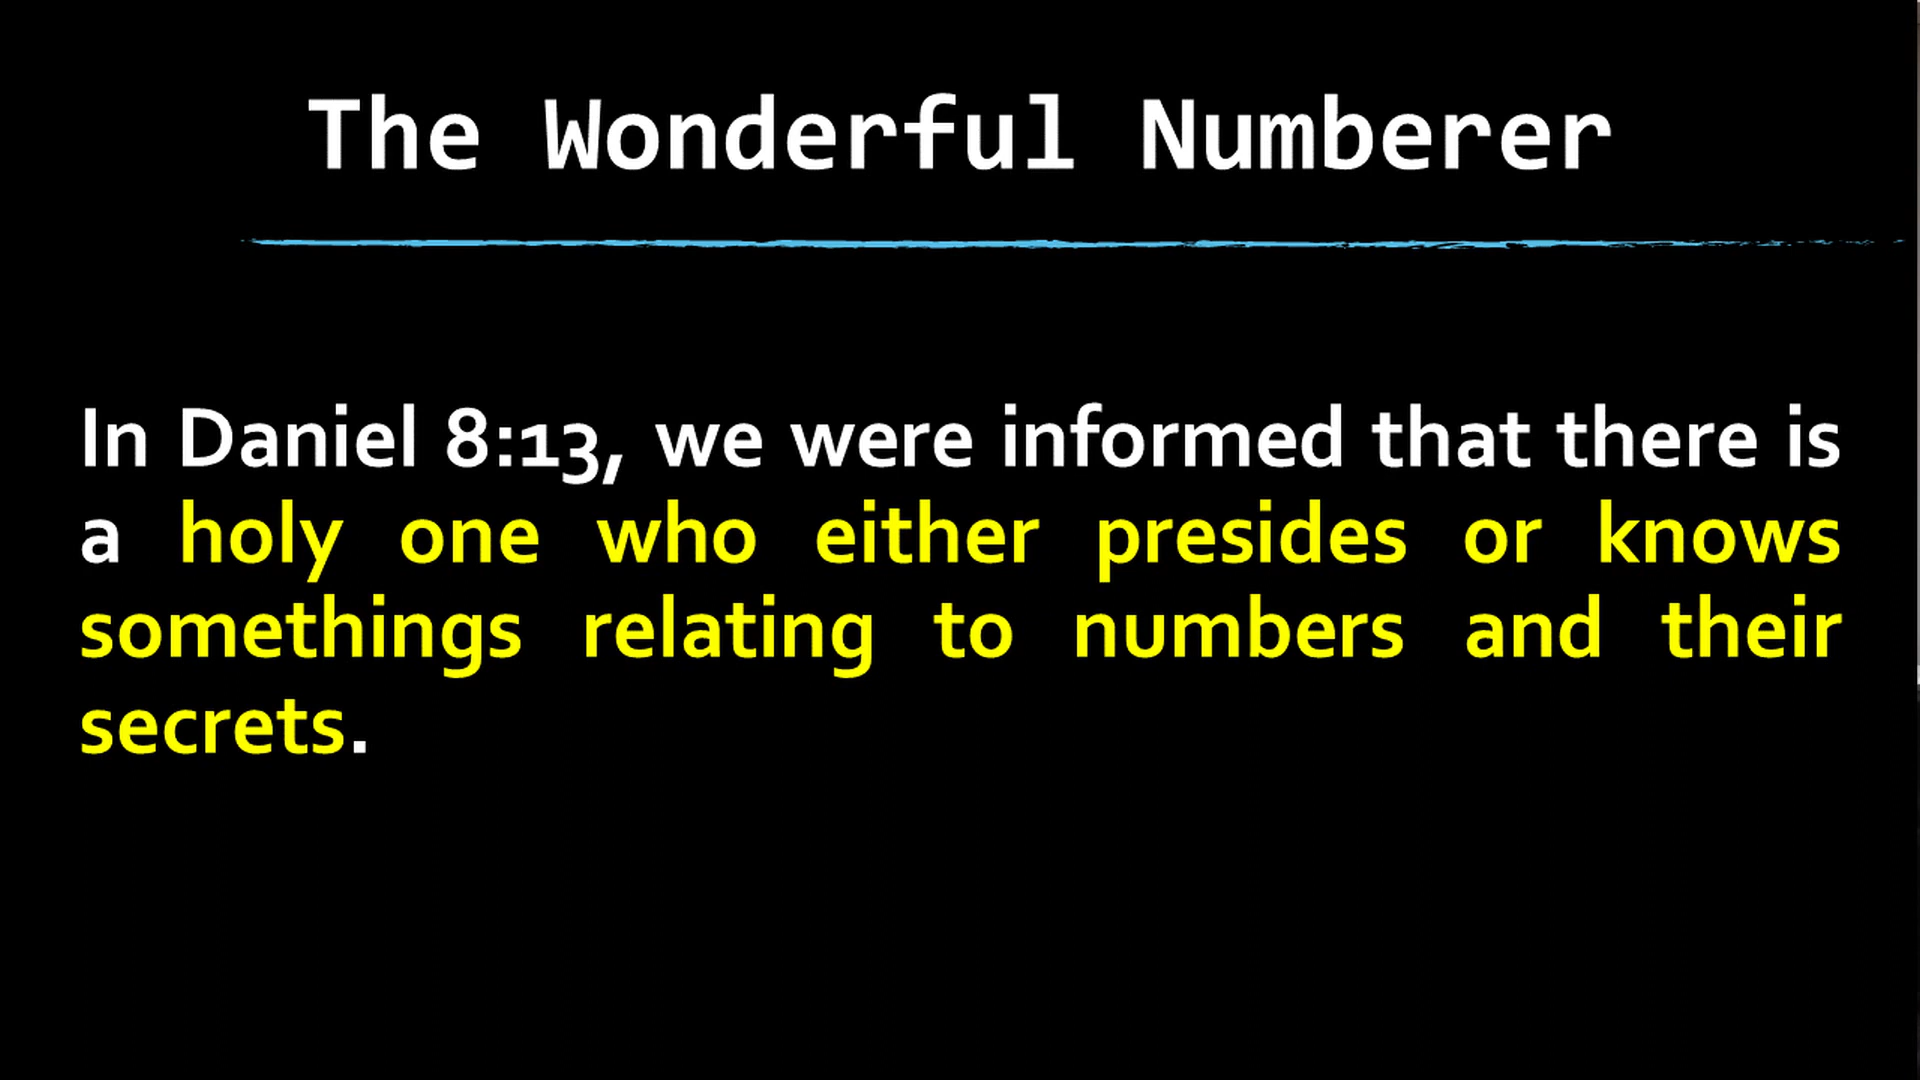 The Wonderful Numberer
In Daniel 8:13, we were informed that there is
a holy one who either presides or knows
somethings relating to numbers and their
secrets.